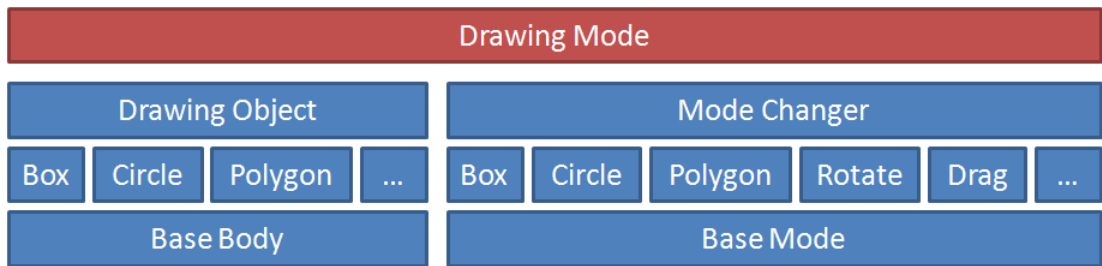 Drawing Mode
Drawing Object
Mode Changer
Box
Circle
Polygon
...
Box
Circle
Polygon
Rotate
Drag
...
Base Body
Base Mode